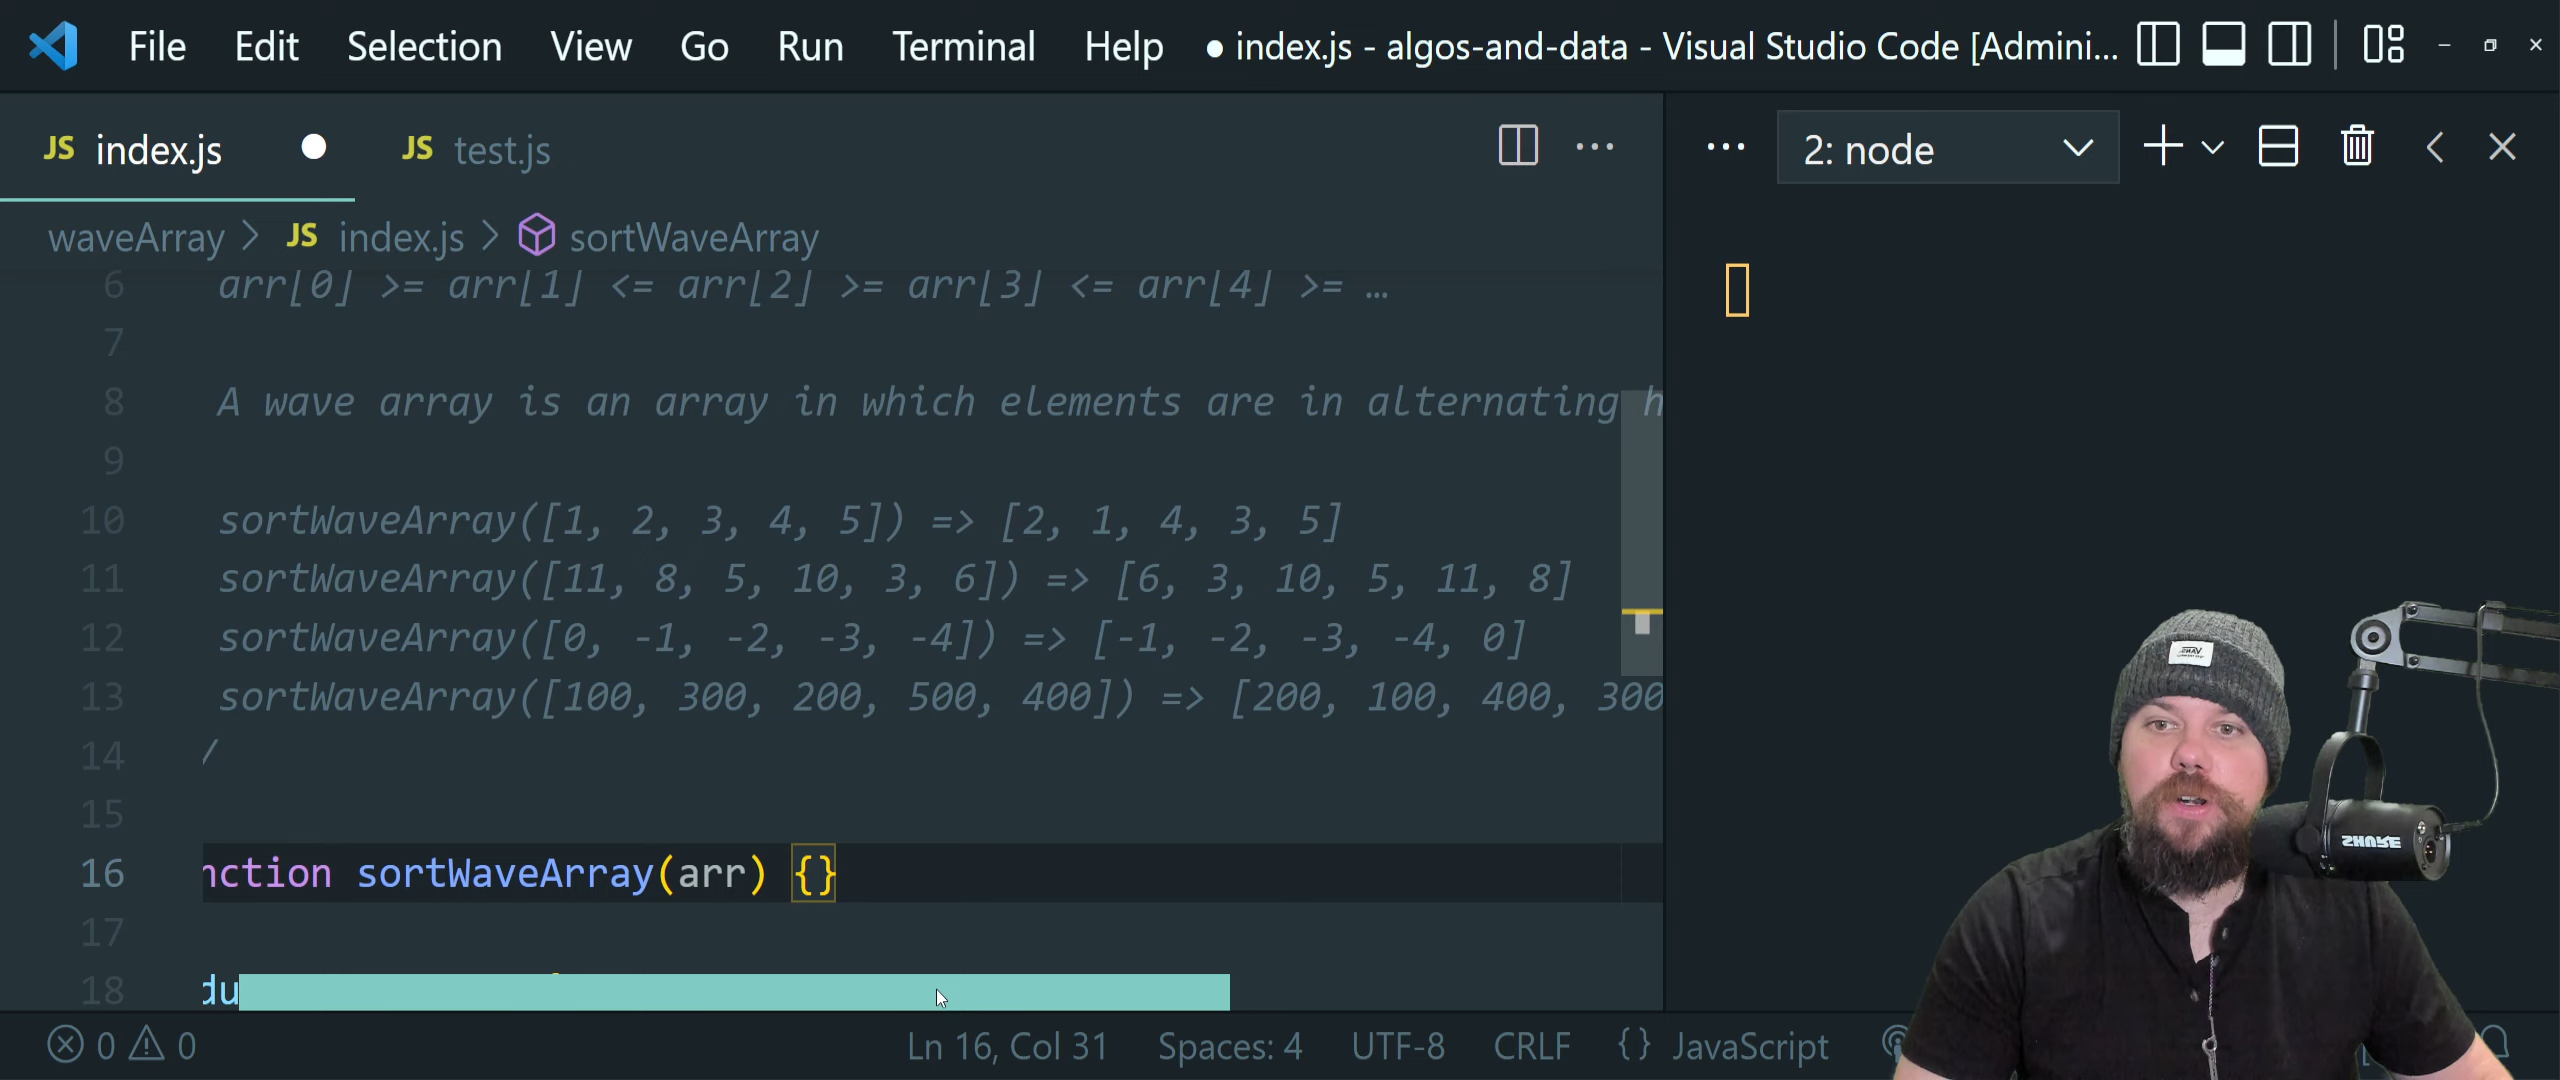 File Edit Selection View Go Run Terminal Help ● index.js - algos-and-data - Visual Studio Code [Admini...
JS index.js JS test.js
2: node
waveArray > JS index.js > sortWaveArray
6 arr[0] >= arr[1] <= arr[2] >= arr[3] <= arr[4] >= …
7
8 A wave array is an array in which elements are in alternating h
9
10 sortWaveArray([1, 2, 3, 4, 5]) => [2, 1, 4, 3, 5]
11 sortWaveArray([11, 8, 5, 10, 3, 6]) => [6, 3, 10, 5, 11, 8]
12 sortWaveArray([0, -1, -2, -3, -4]) => [-1, -2, -3, -4, 0]
13 sortWaveArray([100, 300, 200, 500, 400]) => [200, 100, 400, 300
14 /
15
16 nction sortWaveArray(arr) {}
17
18 du
SHURE
0 0 Ln 16, Col 31 Spaces: 4 UTF-8 CRLF {} JavaScript